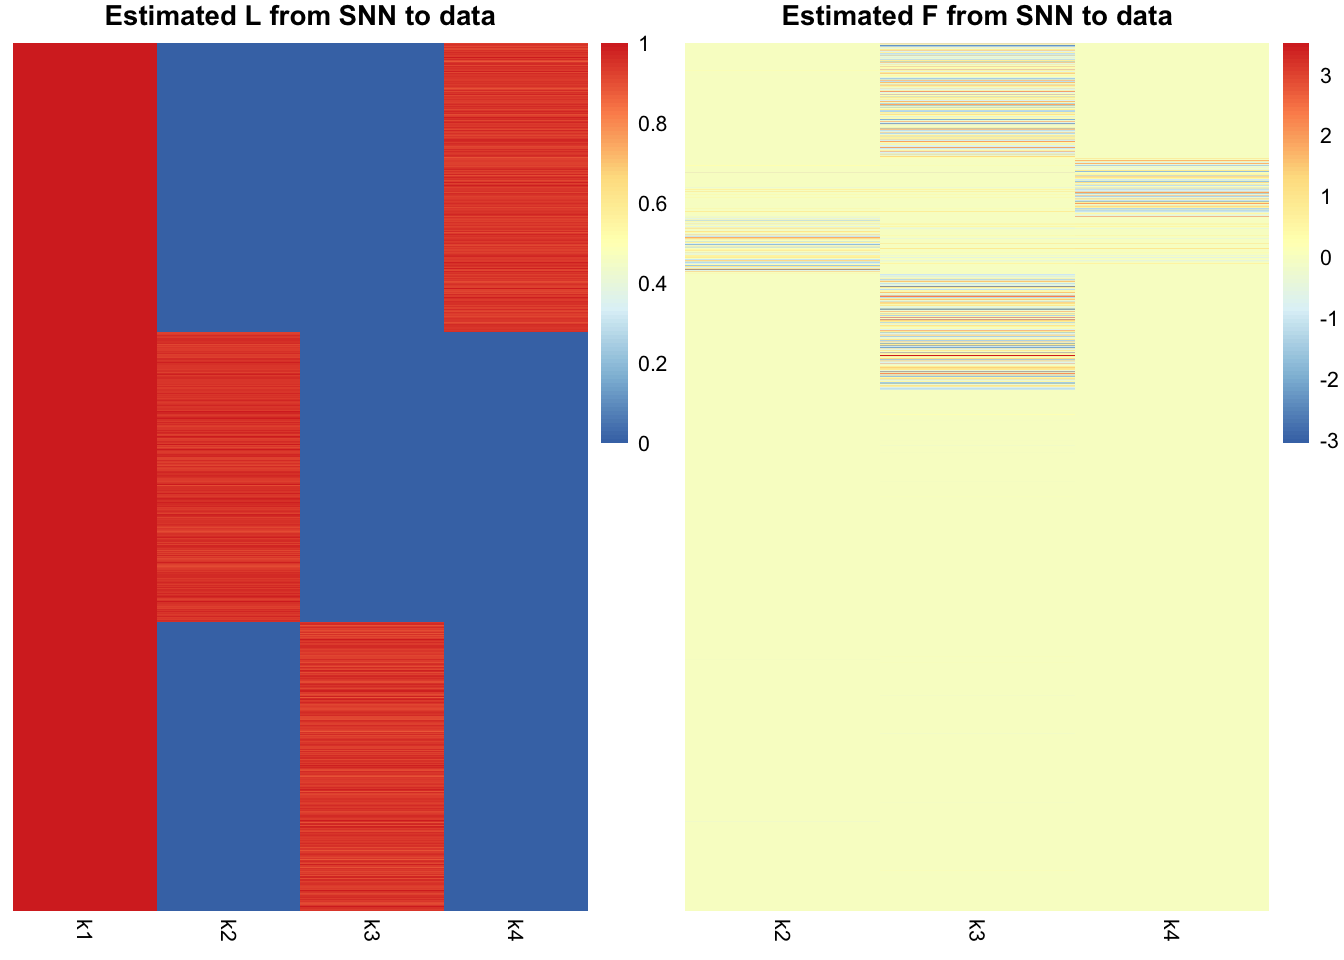 Estimated L from SNN to data
1
0.8
0.6
0.4
0.2
0
k1
k2
k3
k4
Estimated F from SNN to data
3
2
1
0
-1
-2
-3
k2
k3
k4